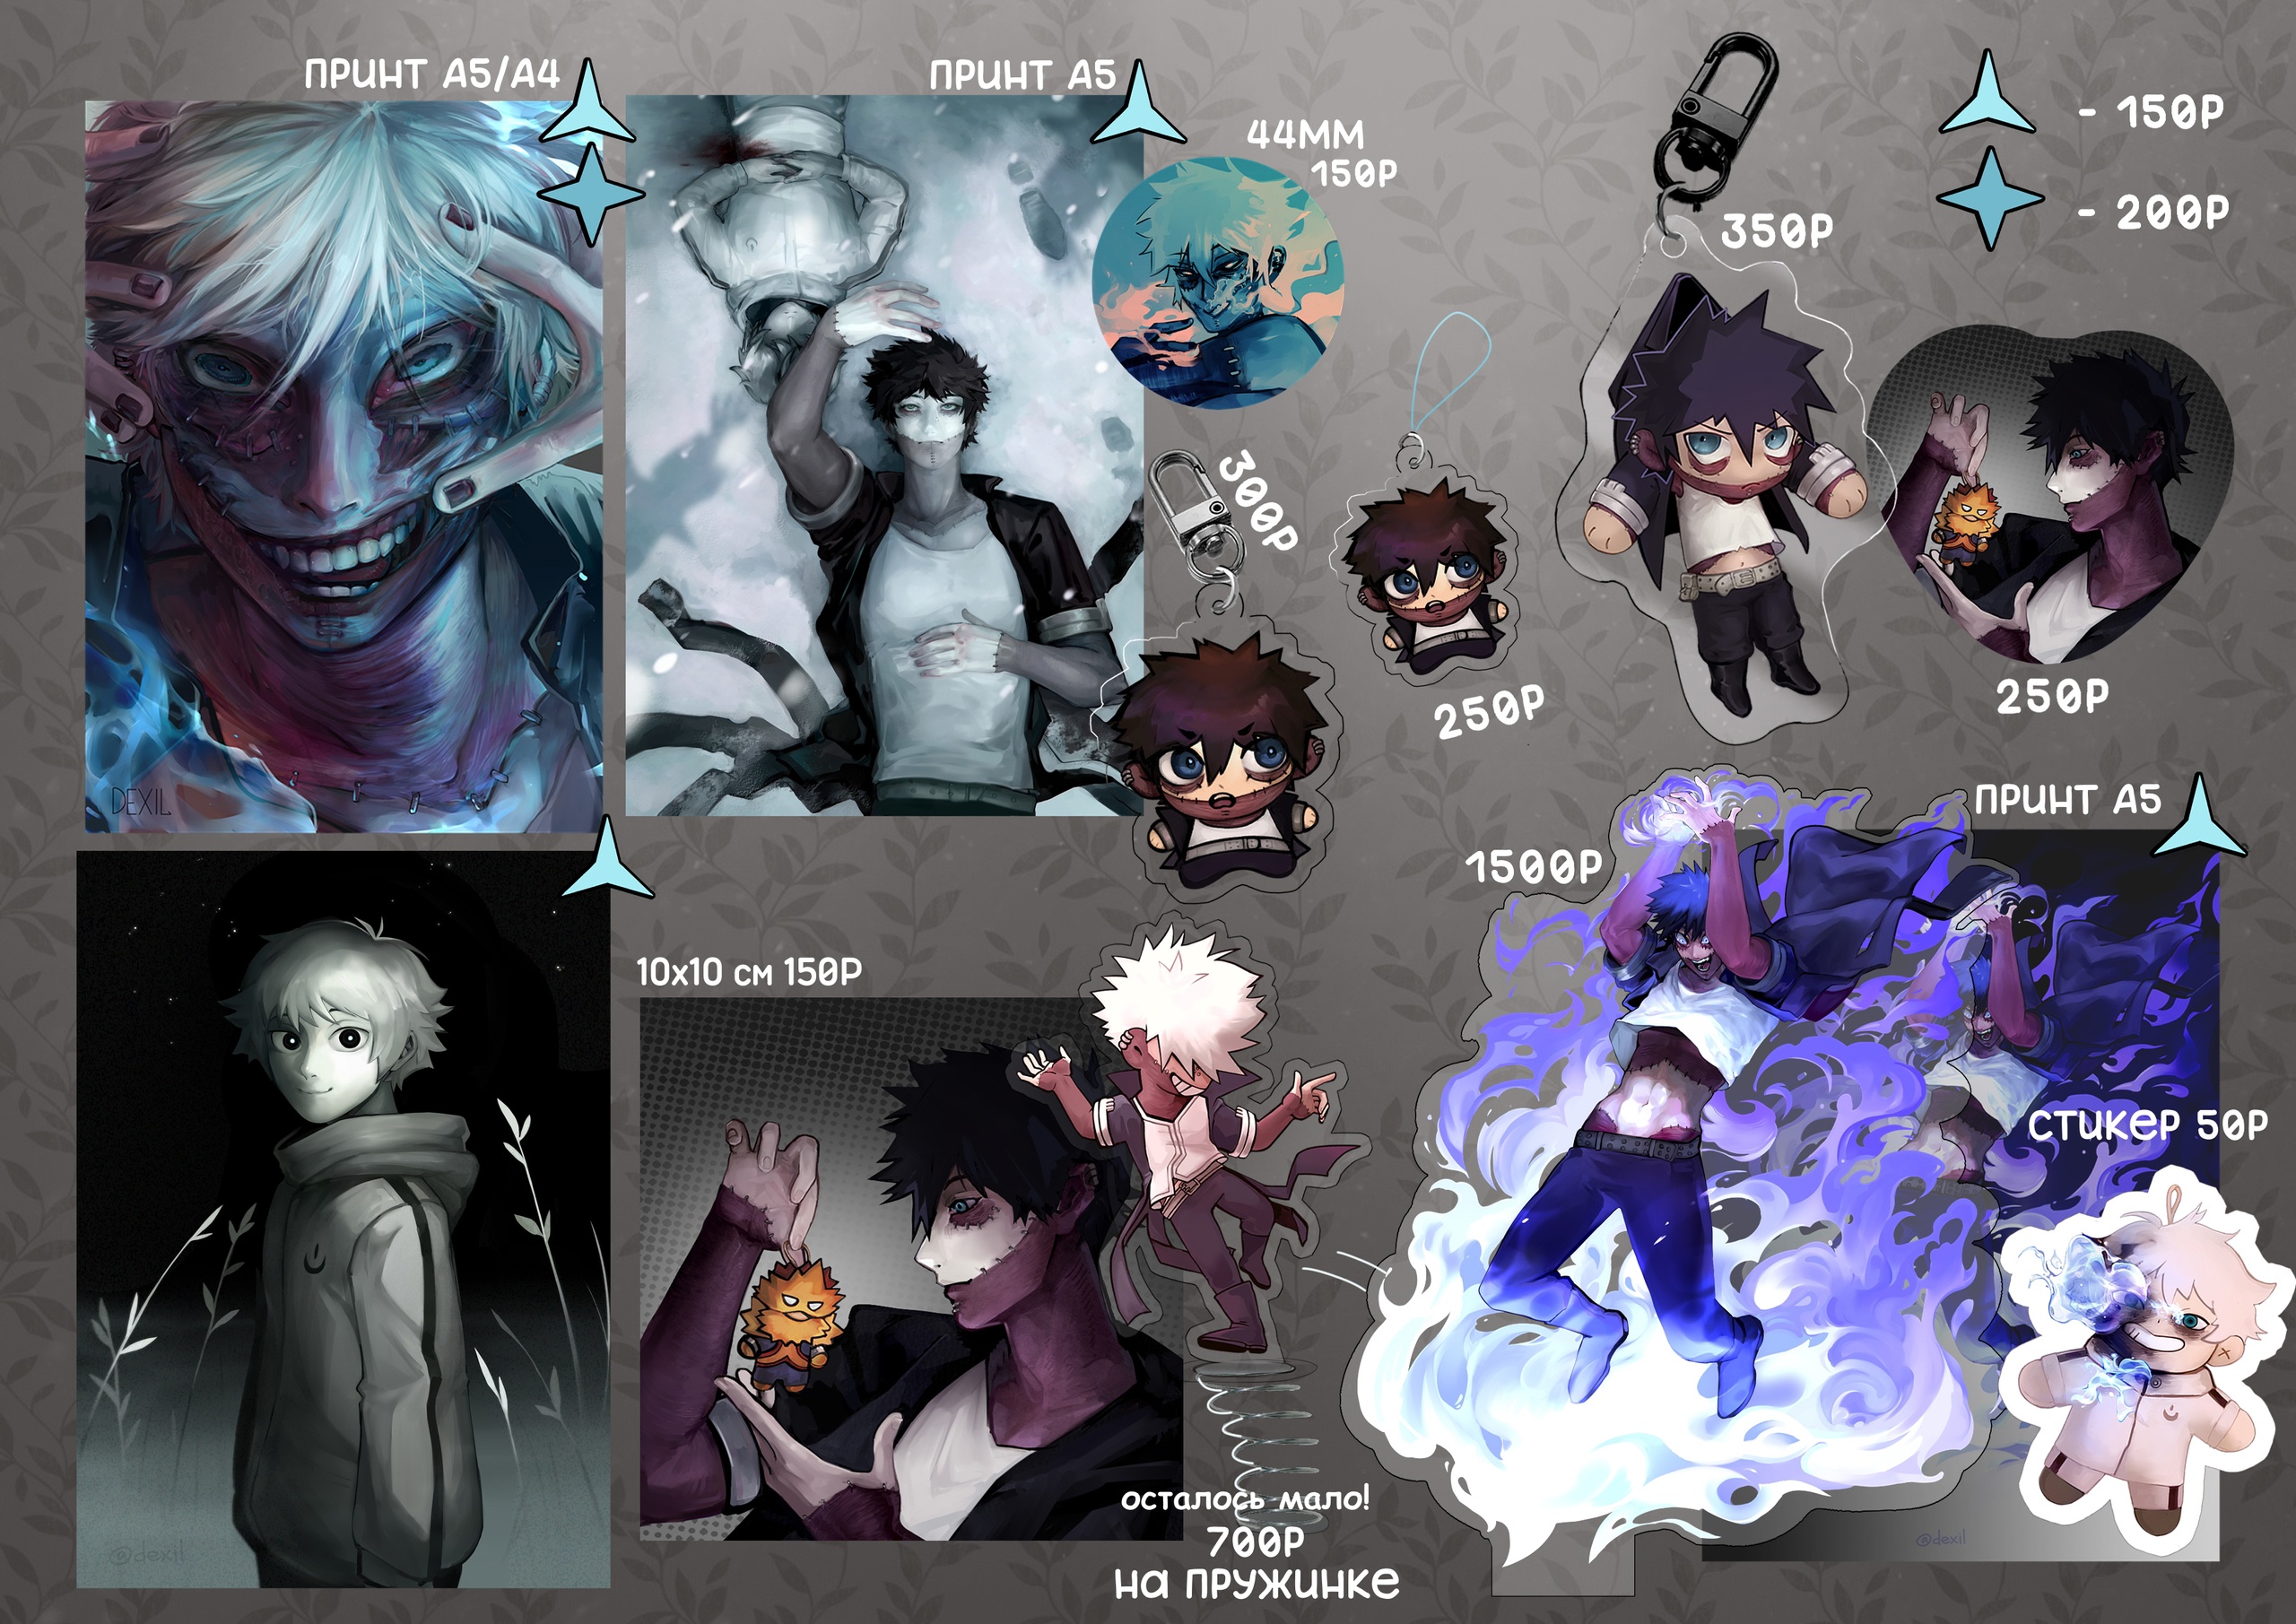 ПРИНТ А5/А4
ПРИНТ А5
44ММ
150Р
- 150Р
- 200Р
350Р
300Р
250Р
250Р
DEXIL
ПРИНТ А5
1500Р
10х10 см 150Р
СТИКЕР 50Р
осталось мало!
700Р
НА ПРУЖИНКЕ
@dexil
@dexil